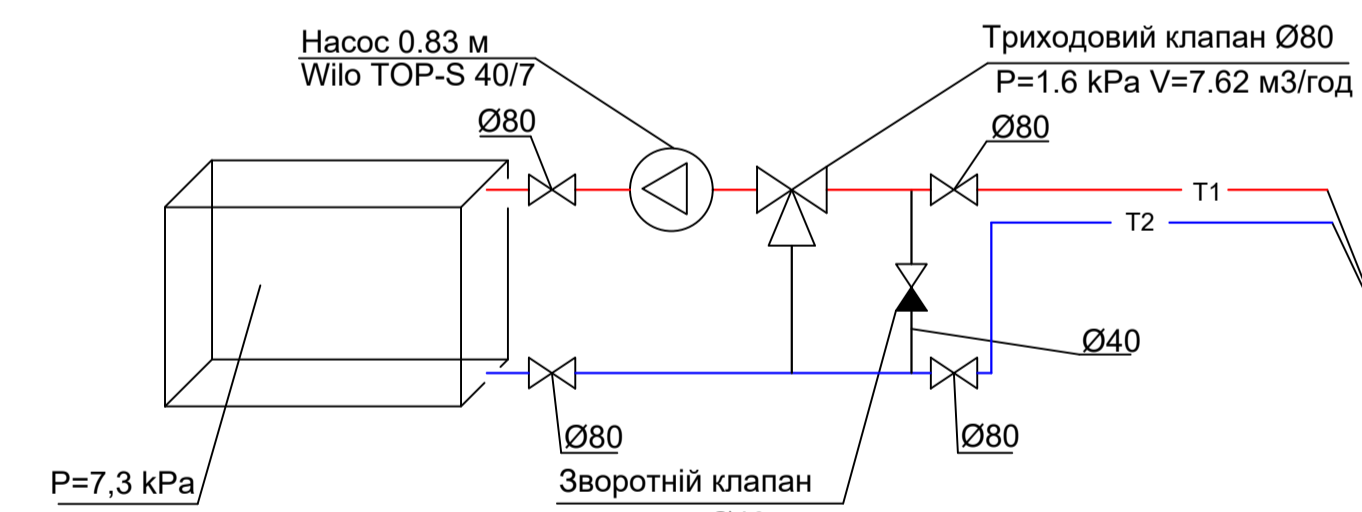 Насос 0.83 м
Wilo TOP-S 40/7
Триходовий клапан Ø80
P=1.6 kPa V=7.62 м3/год
Ø80
Ø80
T1
T2
Ø40
Ø80
Ø80
P=7,3 kPa
Зворотній клапан